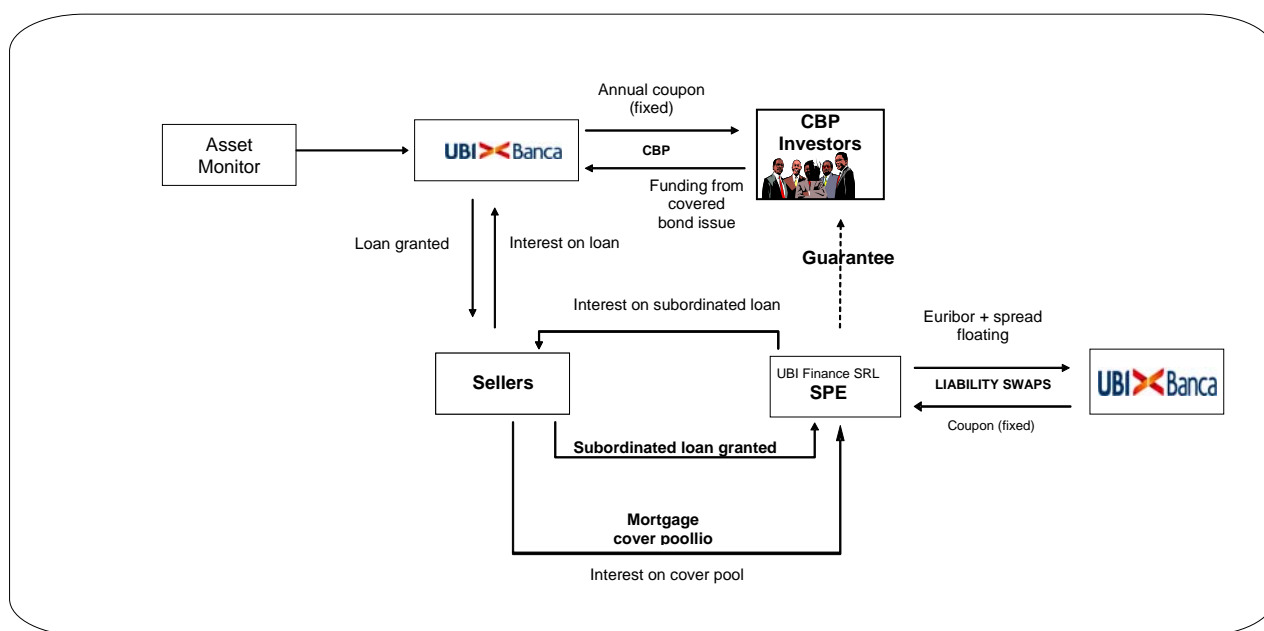 Annual coupon
(fixed)
CBP
Investors
Asset
Monitor
UBI Banca
CBP
Funding from
covered
bond issue
Loan granted
Interest on loan
Guarantee
Interest on subordinated loan
Euribor + spread
floating
Sellers
UBI Finance SRL
SPE
LIABILITY SWAPS
UBI Banca
Coupon (fixed)
Subordinated loan granted
Mortgage
cover poollio
Interest on cover pool